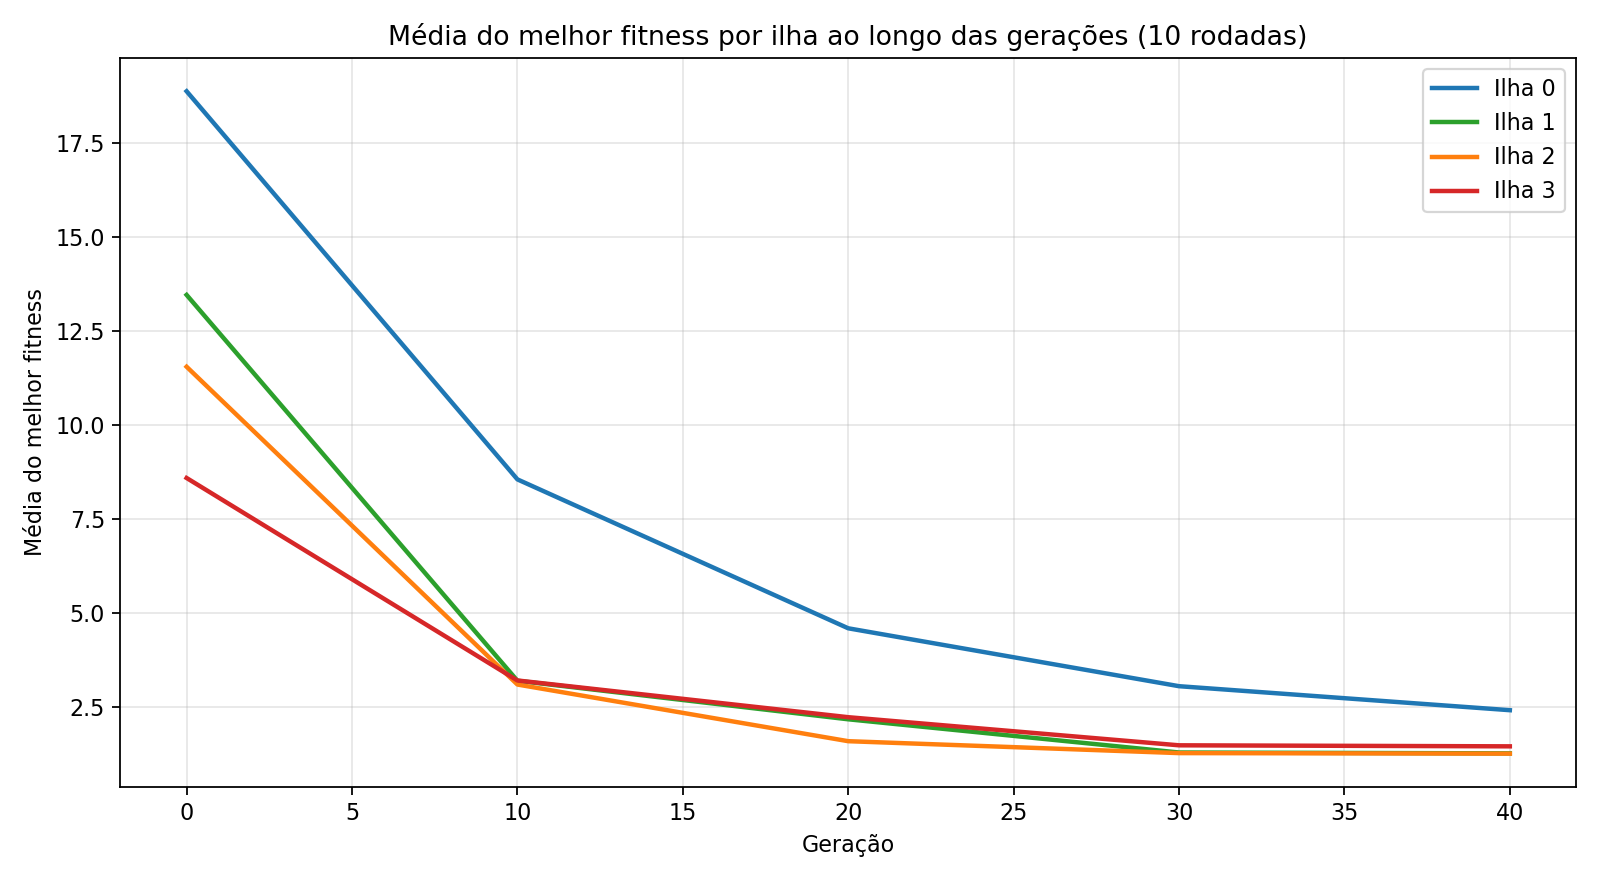 Média do melhor fitness por ilha ao longo das gerações (10 rodadas)
Ilha 0
Ilha 1
Ilha 2
Ilha 3
Média do melhor fitness
17.5
15.0
12.5
10.0
7.5
5.0
2.5
0 5 10 15 20 25 30 35 40
Geração